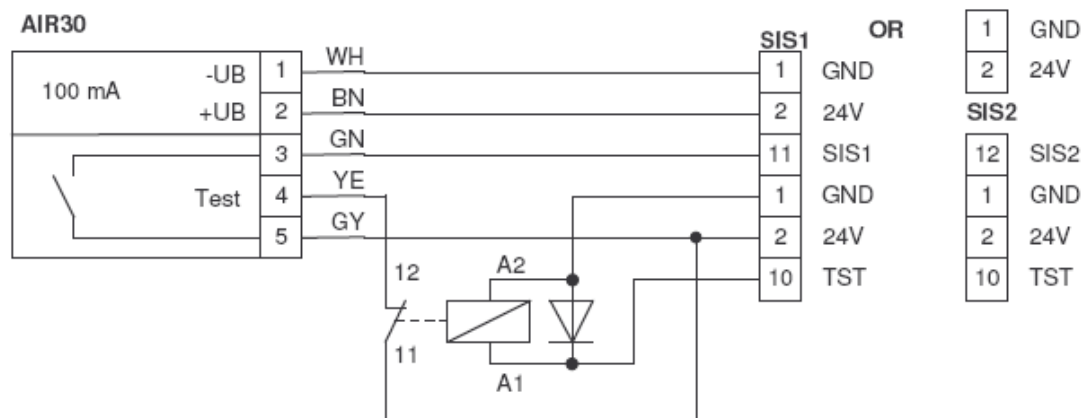 AIR30
100 mA
-UB 1 WH
+UB 2 BN
3 GN
Test 4 YE
5 GY
12
11
A2
A1
SIS1
1 GND
2 24V
11 SIS1
1 GND
2 24V
10 TST
OR
1 GND
2 24V
SIS2
12 SIS2
1 GND
2 24V
10 TST